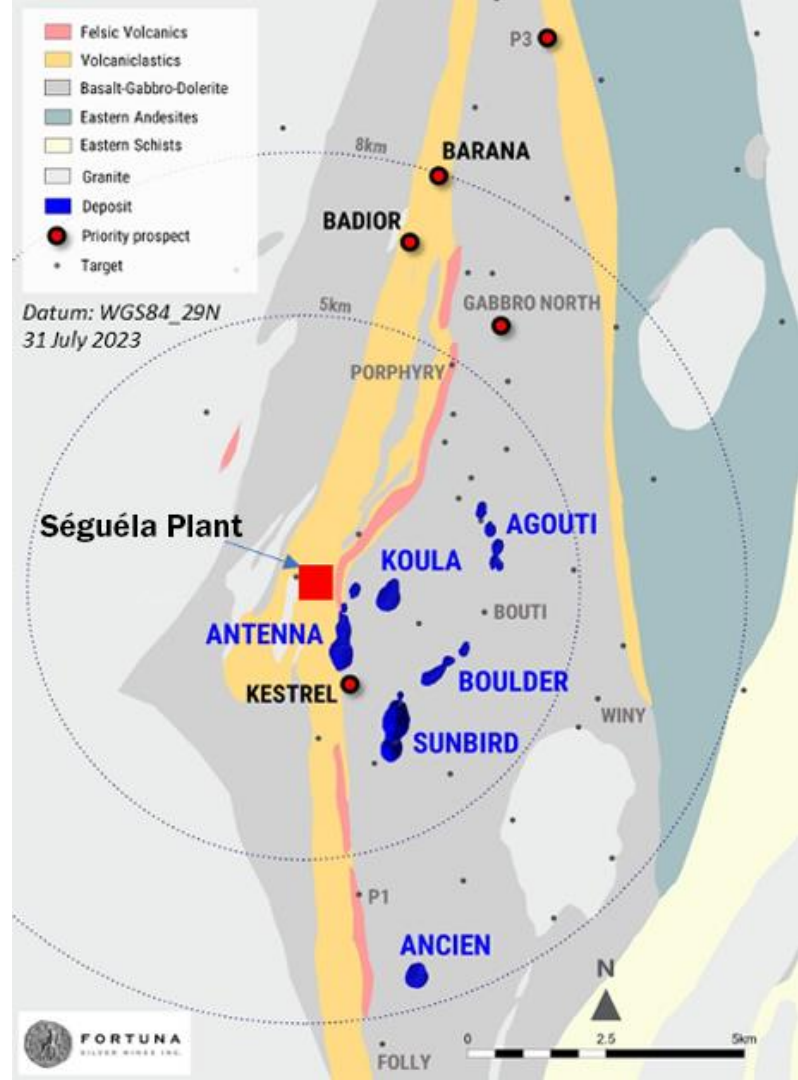 Felsic Volcanics
Volcaniclastics
Basalt-Gabbro-Dolerite
Eastern Andesites
Eastern Schists
Granite
Deposit
Priority prospect
Target
Datum: WGS84_29N
31 July 2023
P3
8km
BARANA
BADIOR
5km
GABBRO NORTH
PORPHYRY
Séguéla Plant
AGOUTI
KOULA
BOUTI
ANTENNA
BOULDER
KESTREL
WINY
SUNBIRD
P1
ANCIEN
N
FORTUNA
SILVER MINES INC.
0 2.5 5km
FOLLY